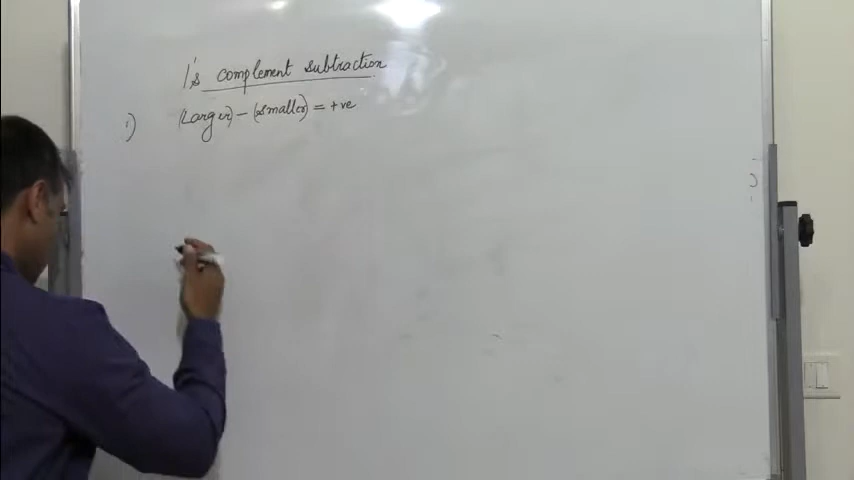 1's complement subtraction
i) (Larger) - (Smaller) = +ve